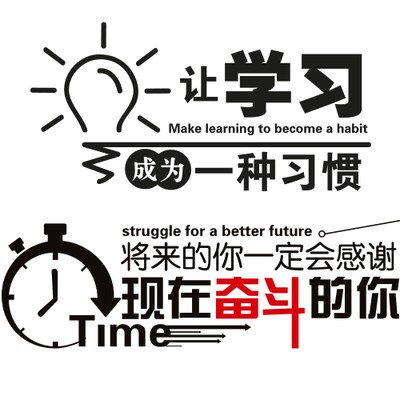 让学习
Make learning to become a habit
成为一种习惯
struggle for a better future
将来的你一定会感谢
现在奋斗的你
Time